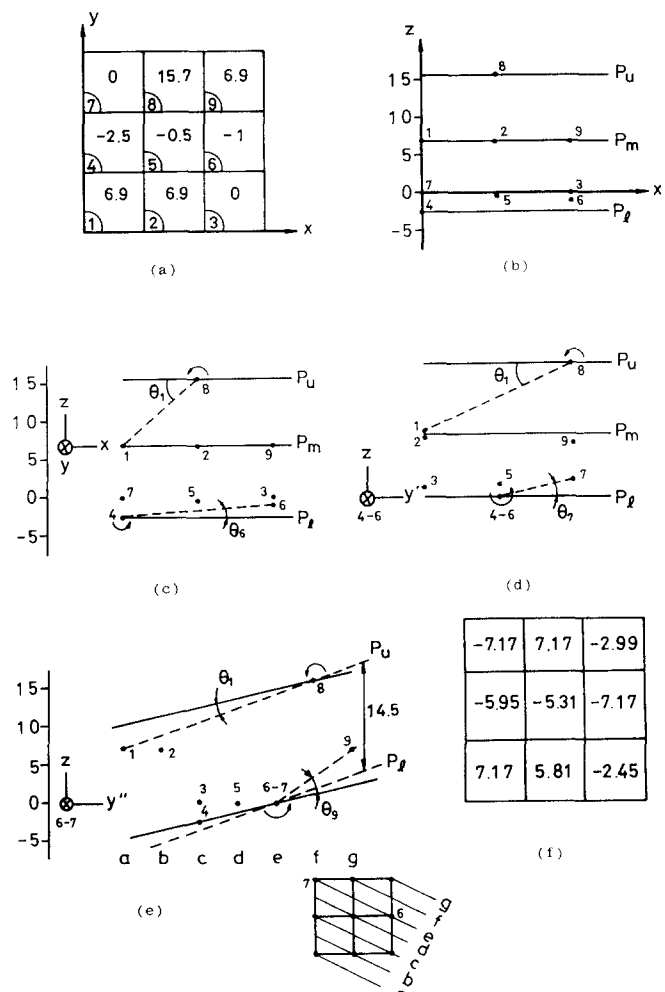 y
0 15.7 6.9
7 8 9
-2.5 -0.5 -1
4 5 6
6.9 6.9 0
1 2 3
x
(a)
z
15 8 Pu
10
1 2 9 Pm
5
0 7 3 x
5 6
4 Pℓ
-5
(b)
15 Pu
θ1 8
10
z
x 1 2 9 Pm
y
5
0 7 5 3
4 6
Pℓ
-5 θ6
(c)
Pu
θ1 8
1
2 9 Pm
z
3 5 7
y' 4-6 Pℓ
4-6 θ7
(d)
Pu
15 θ1 8
10
1 2 14.5
5 9
z Pℓ
0 y" 3 5 6-7
6-7 4 θ9
-5
a b c d e f g
(e)
7
6
g
f
e
d
c
b
-7.17 7.17 -2.99
-5.95 -5.31 -7.17
7.17 5.81 -2.45
(f)